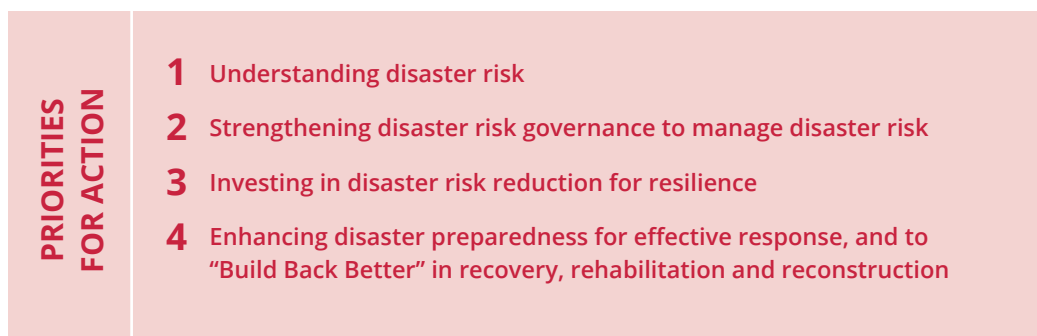 PRIORITIES
FOR ACTION
1 Understanding disaster risk
2 Strengthening disaster risk governance to manage disaster risk
3 Investing in disaster risk reduction for resilience
4 Enhancing disaster preparedness for effective response, and to
“Build Back Better” in recovery, rehabilitation and reconstruction